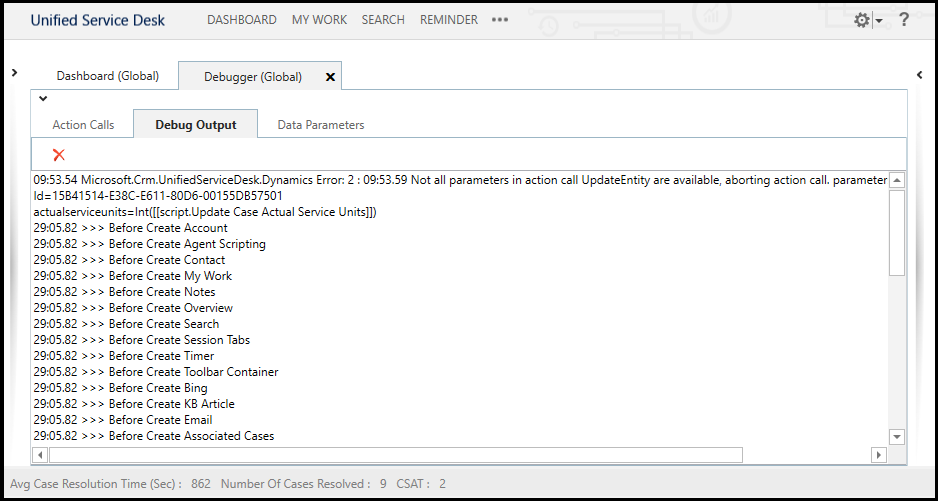 Unified Service Desk DASHBOARD MY WORK SEARCH REMINDER ••• ?
Dashboard (Global) Debugger (Global)
Action Calls Debug Output Data Parameters
09:53.54 Microsoft.Crm.UnifiedServiceDesk.Dynamics Error: 2 : 09:53.59 Not all parameters in action call UpdateEntity are available, aborting action call. parameter
Id=15B41514-E38C-E611-80D6-00155DB57501
actualserviceunits=Int([[script.Update Case Actual Service Units]])
29:05.82 >>> Before Create Account
29:05.82 >>> Before Create Agent Scripting
29:05.82 >>> Before Create Contact
29:05.82 >>> Before Create My Work
29:05.82 >>> Before Create Notes
29:05.82 >>> Before Create Overview
29:05.82 >>> Before Create Search
29:05.82 >>> Before Create Session Tabs
29:05.82 >>> Before Create Timer
29:05.82 >>> Before Create Toolbar Container
29:05.82 >>> Before Create Bing
29:05.82 >>> Before Create KB Article
29:05.82 >>> Before Create Email
29:05.82 >>> Before Create Associated Cases
Avg Case Resolution Time (Sec) : 862 Number Of Cases Resolved : 9 CSAT : 2